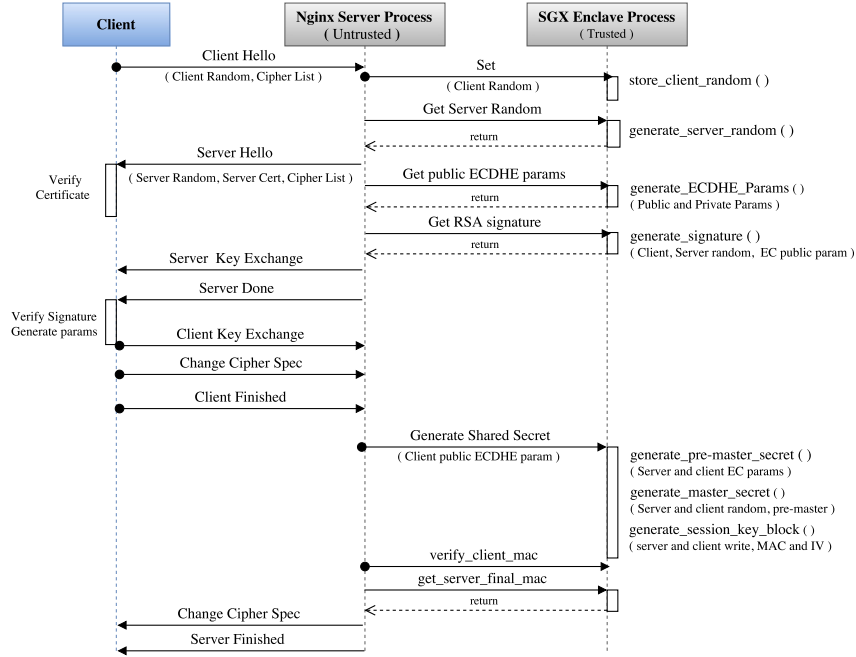 Client
Nginx Server Process
( Untrusted )
SGX Enclave Process
( Trusted )
Client Hello
( Client Random, Cipher List )
Set
( Client Random )
store_client_random ( )
Get Server Random
return
generate_server_random ( )
Server Hello
( Server Random, Server Cert, Cipher List )
Verify
Certificate
Get public ECDHE params
return
generate_ECDHE_Params ( )
( Public and Private Params )
Get RSA signature
return
generate_signature ( )
( Client, Server random, EC public param )
Server Key Exchange
Server Done
Verify Signature
Generate params
Client Key Exchange
Change Cipher Spec
Client Finished
Generate Shared Secret
( Client public ECDHE param )
generate_pre-master_secret ( )
( Server and client EC params )
generate_master_secret ( )
( Server and client random, pre-master )
generate_session_key_block ( )
( server and client write, MAC and IV )
verify_client_mac
get_server_final_mac
return
Change Cipher Spec
Server Finished